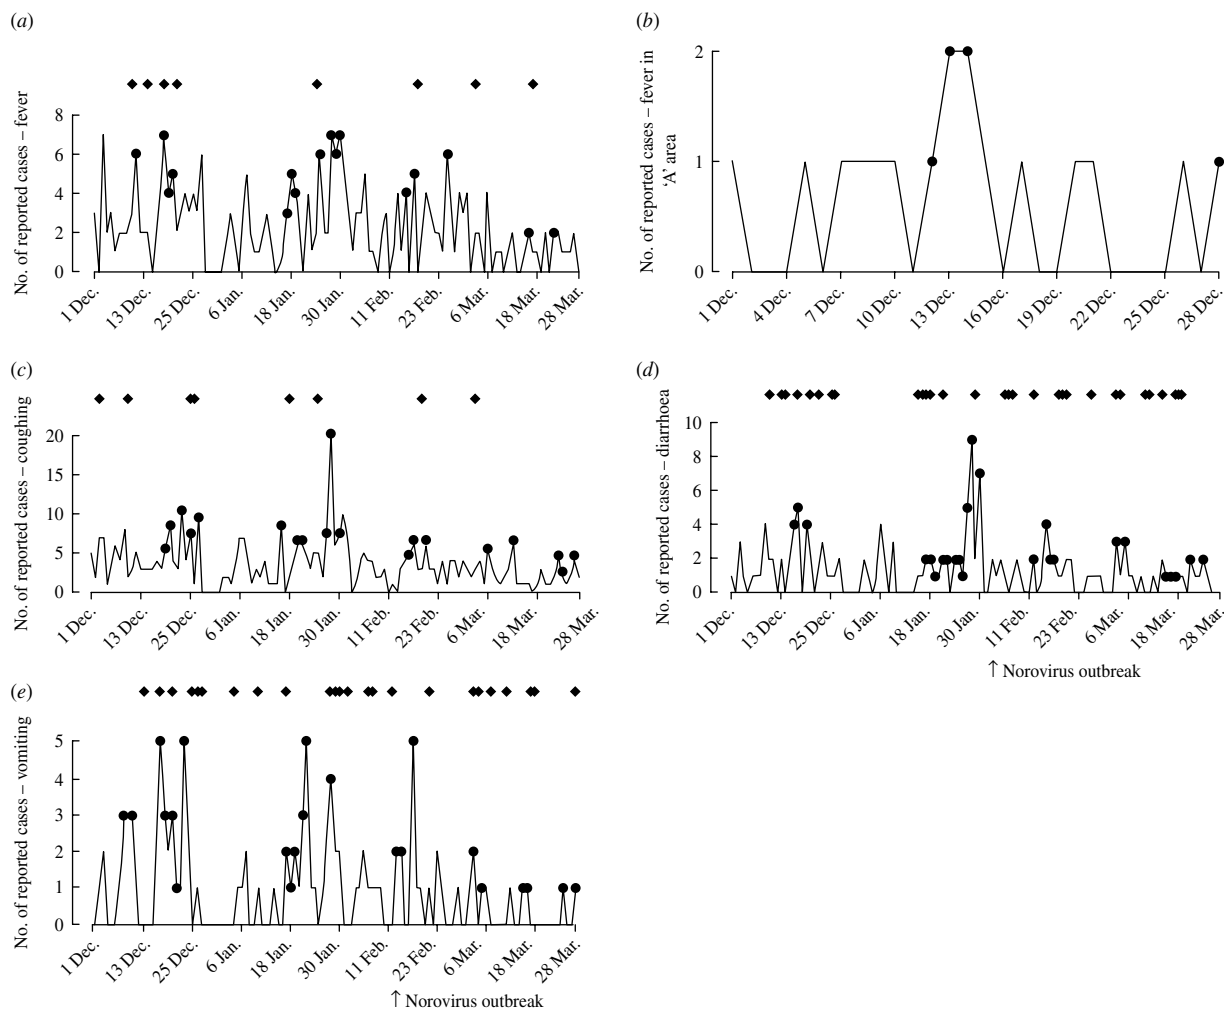 (a)
No. of reported cases – fever
8
6
4
2
0
1 Dec.
13 Dec.
25 Dec.
6 Jan.
18 Jan.
30 Jan.
11 Feb.
23 Feb.
6 Mar.
18 Mar.
28 Mar.
(b)
No. of reported cases – fever in
‘A’ area
2
1
0
1 Dec.
4 Dec.
7 Dec.
10 Dec.
13 Dec.
16 Dec.
19 Dec.
22 Dec.
25 Dec.
28 Dec.
(c)
No. of reported cases – coughing
20
15
10
5
0
1 Dec.
13 Dec.
25 Dec.
6 Jan.
18 Jan.
30 Jan.
11 Feb.
23 Feb.
6 Mar.
18 Mar.
28 Mar.
(d)
No. of reported cases – diarrhoea
10
8
6
4
2
0
1 Dec.
13 Dec.
25 Dec.
6 Jan.
18 Jan.
30 Jan.
11 Feb.
23 Feb.
6 Mar.
18 Mar.
28 Mar.
↑ Norovirus outbreak
(e)
No. of reported cases – vomiting
5
4
3
2
1
0
1 Dec.
13 Dec.
25 Dec.
6 Jan.
18 Jan.
30 Jan.
11 Feb.
23 Feb.
6 Mar.
18 Mar.
28 Mar.
↑ Norovirus outbreak